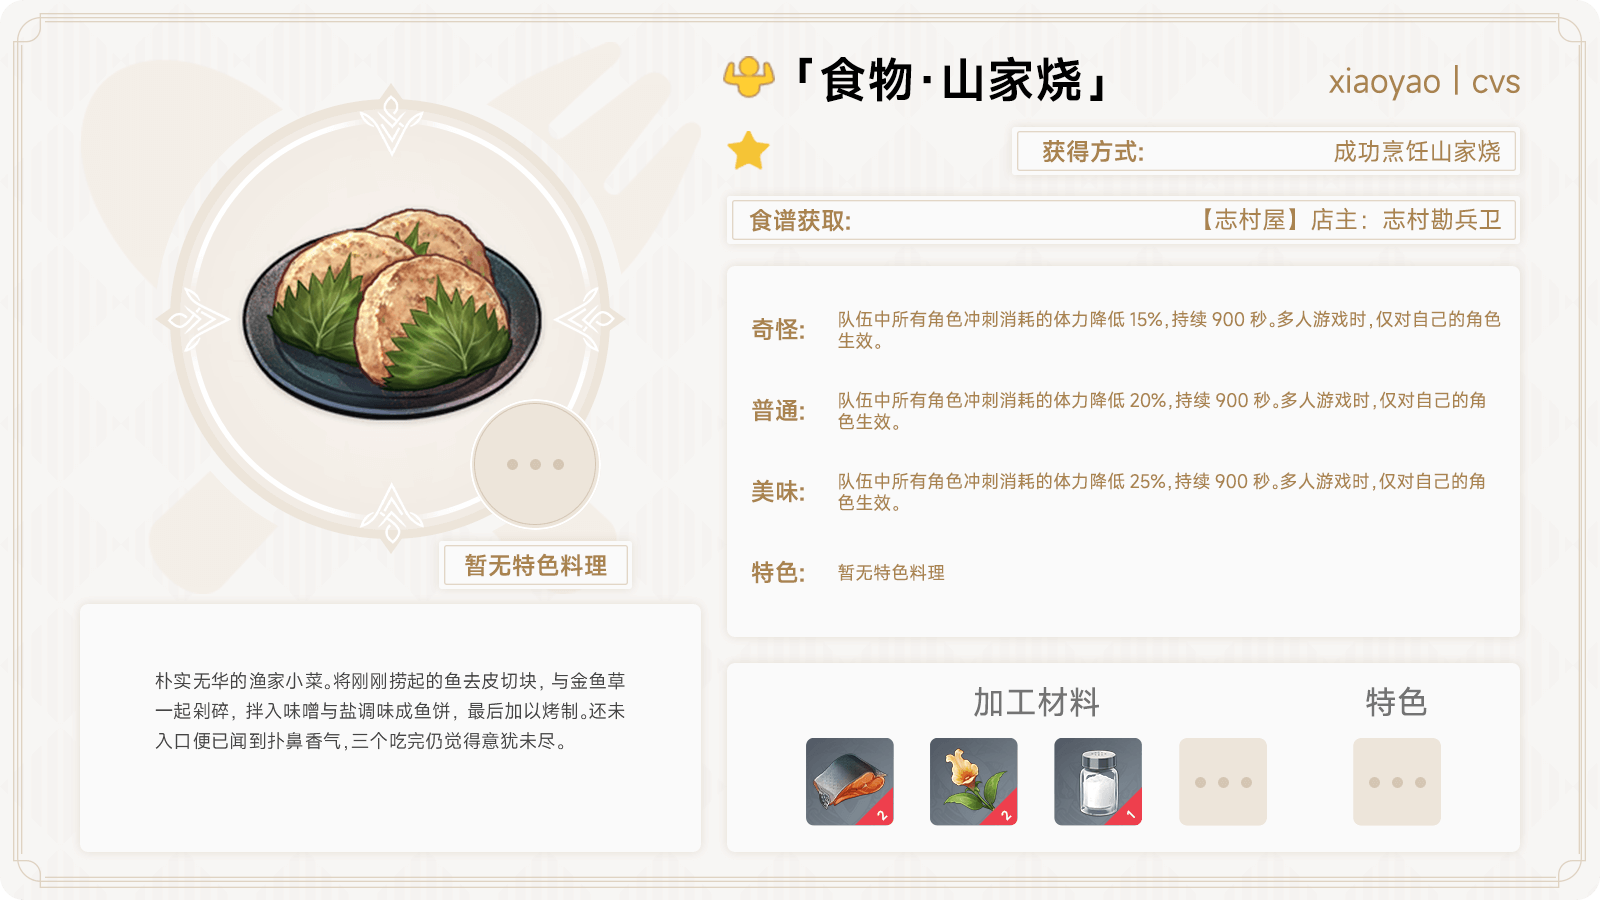 「食物·山家烧」
xiaoyao | cvs
获得方式:
成功烹饪山家烧
食谱获取:
【志村屋】店主：志村勘兵卫
奇怪:
队伍中所有角色冲刺消耗的体力降低 15%,持续 900 秒。多人游戏时,仅对自己的角色
生效。
普通:
队伍中所有角色冲刺消耗的体力降低 20%,持续 900 秒。多人游戏时,仅对自己的角
色生效。
美味:
队伍中所有角色冲刺消耗的体力降低 25%,持续 900 秒。多人游戏时,仅对自己的角
色生效。
特色:
暂无特色料理
暂无特色料理
朴实无华的渔家小菜。将刚刚捞起的鱼去皮切块，与金鱼草
一起剁碎，拌入味噌与盐调味成鱼饼，最后加以烤制。还未
入口便已闻到扑鼻香气,三个吃完仍觉得意犹未尽。
加工材料
特色
2
2
1